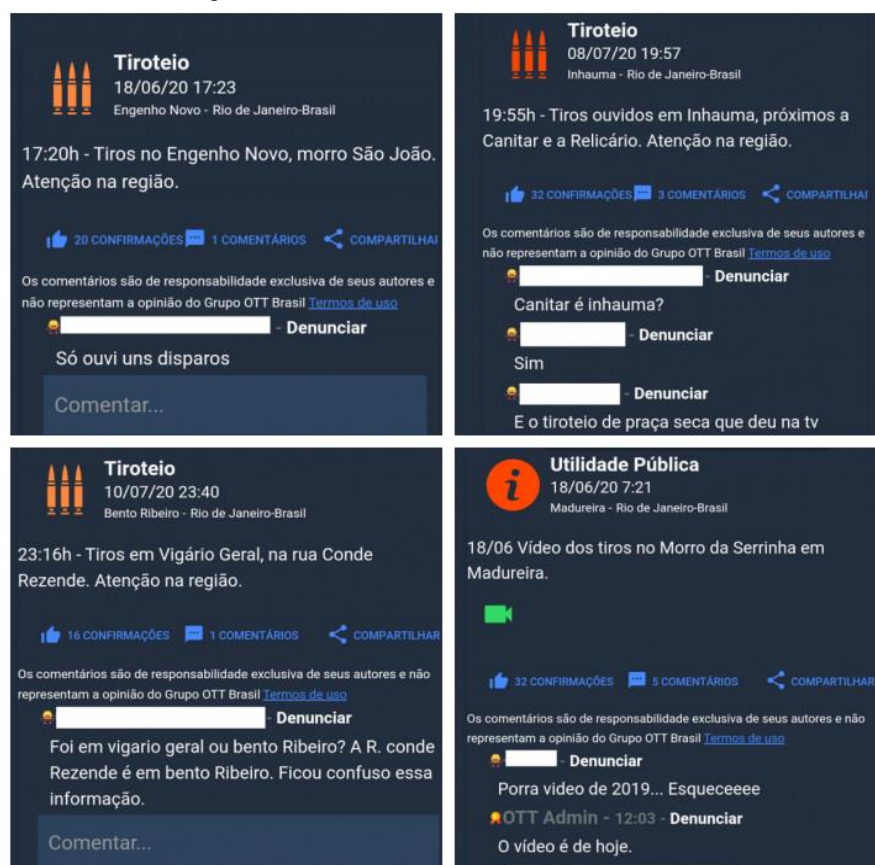 Tiroteio
18/06/20 17:23
Engenho Novo - Rio de Janeiro-Brasil
17:20h - Tiros no Engenho Novo, morro São João.
Atenção na região.
20 CONFIRMAÇÕES 1 COMENTÁRIOS COMPARTILHAI
Os comentários são de responsabilidade exclusiva de seus autores e
não representam a opinião do Grupo OTT Brasil Termos de uso
- Denunciar
Só ouvi uns disparos
Comentar...
Tiroteio
08/07/20 19:57
Inhauma - Rio de Janeiro-Brasil
19:55h - Tiros ouvidos em Inhauma, próximos a
Canitar e a Relicário. Atenção na região.
32 CONFIRMAÇÕES 3 COMENTÁRIOS COMPARTILHAI
Os comentários são de responsabilidade exclusiva de seus autores e
não representam a opinião do Grupo OTT Brasil Termos de uso
- Denunciar
Canitar é inhauma?
- Denunciar
Sim
- Denunciar
E o tiroteio de praça seca que deu na tv
Tiroteio
10/07/20 23:40
Bento Ribeiro - Rio de Janeiro-Brasil
23:16h - Tiros em Vigário Geral, na rua Conde
Rezende. Atenção na região.
16 CONFIRMAÇÕES 1 COMENTÁRIOS COMPARTILHAR
Os comentários são de responsabilidade exclusiva de seus autores e não
representam a opinião do Grupo OTT Brasil Termos de uso
- Denunciar
Foi em vigario geral ou bento Ribeiro? A R. conde
Rezende é em bento Ribeiro. Ficou confuso essa
informação.
Comentar...
i
Utilidade Pública
18/06/20 7:21
Madureira - Rio de Janeiro-Brasil
18/06 Vídeo dos tiros no Morro da Serrinha em
Madureira.
32 CONFIRMAÇÕES 5 COMENTÁRIOS COMPARTILHAR
Os comentários são de responsabilidade exclusiva de seus autores e não
representam a opinião do Grupo OTT Brasil Termos de uso
- Denunciar
Porra video de 2019... Esqueceeee
OTT Admin - 12:03 - Denunciar
O vídeo é de hoje.